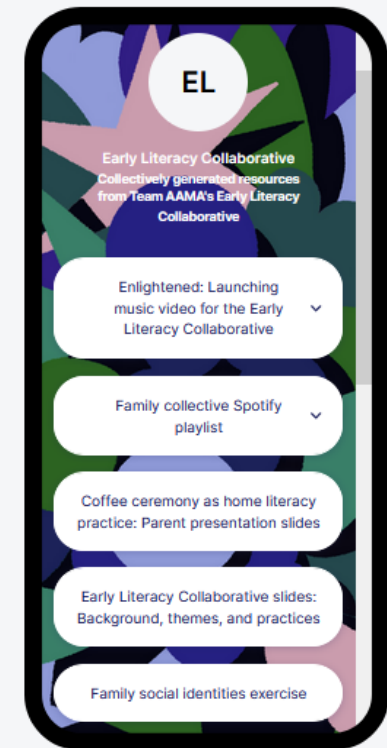 EL
Early Literacy Collaborative
Collectively generated resources
from Team AAMA's Early Literacy
Collaborative
Enlightened: Launching
music video for the Early
Literacy Collaborative
Family collective Spotify
playlist
Coffee ceremony as home literacy
practice: Parent presentation slides
Early Literacy Collaborative slides:
Background, themes, and practices
Family social identities exercise